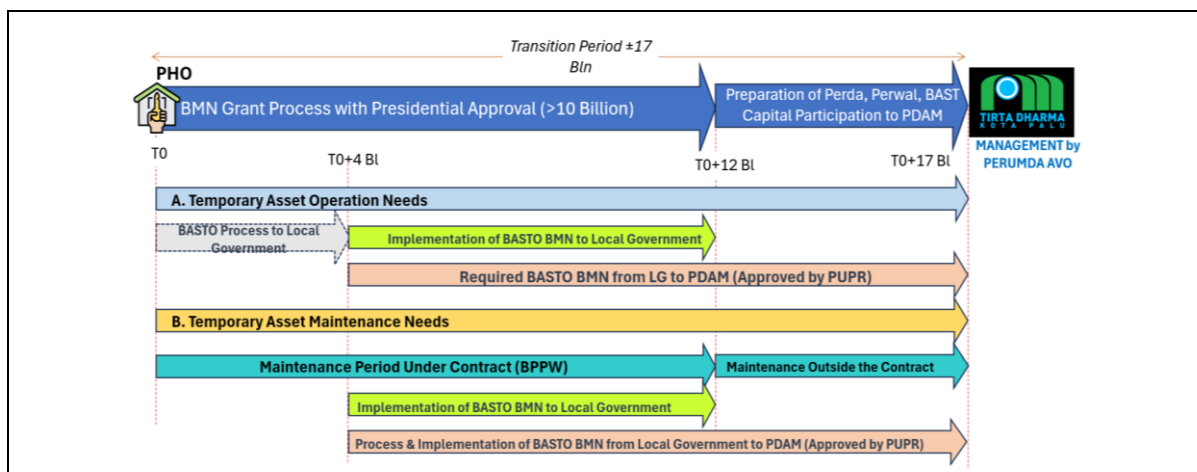 Transition Period ±17
Bln
PHO
BMN Grant Process with Presidential Approval (>10 Billion)
Preparation of Perda, Perwal, BAST
Capital Participation to PDAM
TIRTA DHARMA
KOTA PALU
MANAGEMENT by
PERUMDA AVO
T0
T0+4 Bl
T0+12 Bl
T0+17 Bl
A. Temporary Asset Operation Needs
BASTO Process to Local
Government
Implementation of BASTO BMN to Local Government
Required BASTO BMN from LG to PDAM (Approved by PUPR)
B. Temporary Asset Maintenance Needs
Maintenance Period Under Contract (BPPW)
Maintenance Outside the Contract
Implementation of BASTO BMN to Local Government
Process & Implementation of BASTO BMN from Local Government to PDAM (Approved by PUPR)